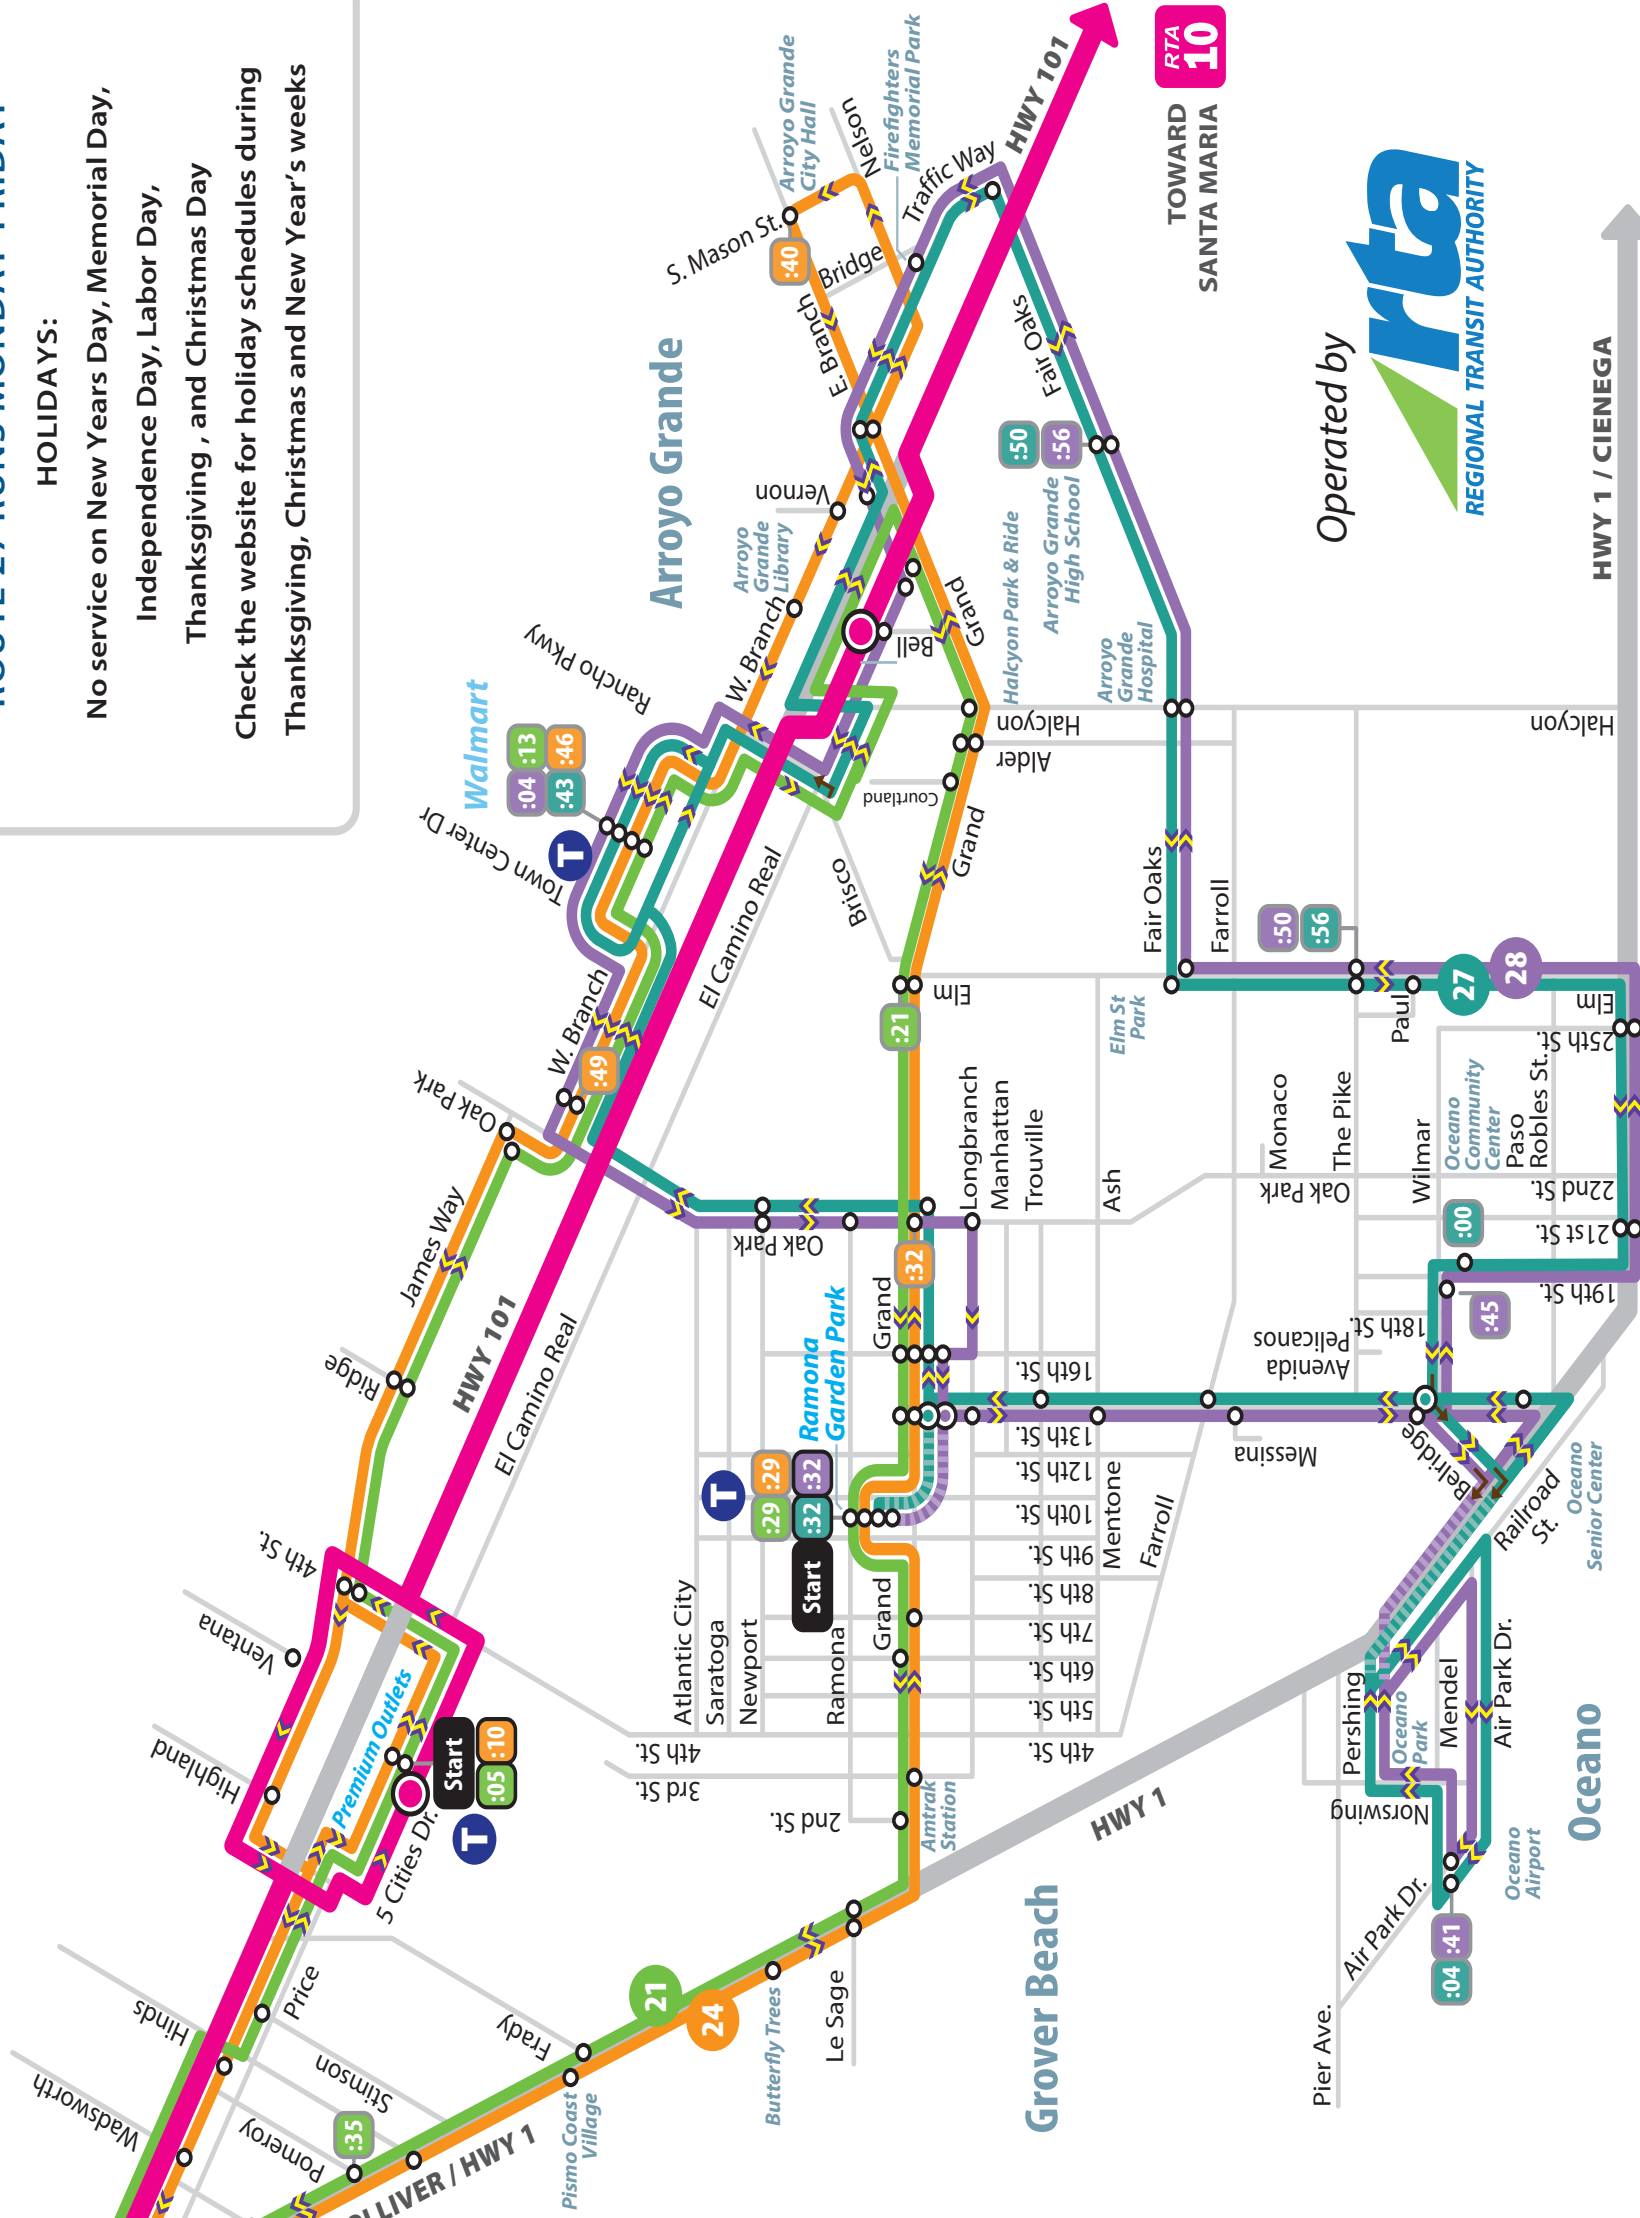 HOLIDAYS:
No service on New Years Day, Memorial Day,
Independence Day, Labor Day,
Thanksgiving , and Christmas Day
Check the website for holiday schedules during
Thanksgiving, Christmas and New Year's weeks
Walmart
:04
:13
:43
:46
T
Town Center Dr
Rancho Pkwy
Arroyo Grande
Arroyo
Grande
Library
Vernon
W. Branch
S. Mason St.
:40
Arroyo Grande
City Hall
Nelson
Firefighters
Memorial Park
Bridge
E. Branch
Traffic Way
HWY 101
TOWARD
SANTA MARIA
RTA
10
Fair Oaks
:50
:56
Halcyon Park & Ride
Arroyo Grande
High School
Arroyo
Grande
Hospital
Bell
Grand
Halcyon
Alder
Courtland
Grand
Brisco
El Camino Real
Halcyon
Operated by
rta
REGIONAL TRANSIT AUTHORITY
HWY 1 / CIENEGA
W. Branch
:49
Oak Park
James Way
Ridge
HWY 101
El Camino Real
:21
Elm
Elm St
Park
Fair Oaks
Farroll
:50
:56
Paul
27
28
Elm
25th St.
Longbranch
Manhattan
Trouville
Ash
Monaco
The Pike
Wilmar
Oceano
Community
Center
Paso
Robles St.
22nd St.
21st St.
19th St.
18th St.
Oak Park
Oak Park
:00
:45
Avenida
Pelicanos
Grand
:32
Ramona
Garden Park
T
:29
:29
:32
:32
Start
16th St.
13th St.
12th St.
10th St.
9th St.
8th St.
7th St.
6th St.
5th St.
4th St.
Mentone
Farroll
Messina
Belridge
Railroad
St.
Oceano
Senior Center
4th St.
Ventana
Highland
Premium Outlets
Start
:05
:10
T
5 Cities Dr.
Atlantic City
Saratoga
Newport
Ramona
Grand
4th St.
3rd St.
2nd St.
Amtrak
Station
HWY 1
Pershing
Oceano
Park
Mendel
Air Park Dr.
Norswing
Oceano
Airport
Oceano
Air Park Dr.
:04
:41
Pier Ave.
Grover Beach
Le Sage
Butterfly Trees
21
24
Frady
Pismo Coast
Village
Price
Hinds
Stimson
Pomeroy
Wadsworth
:35
HWY 1